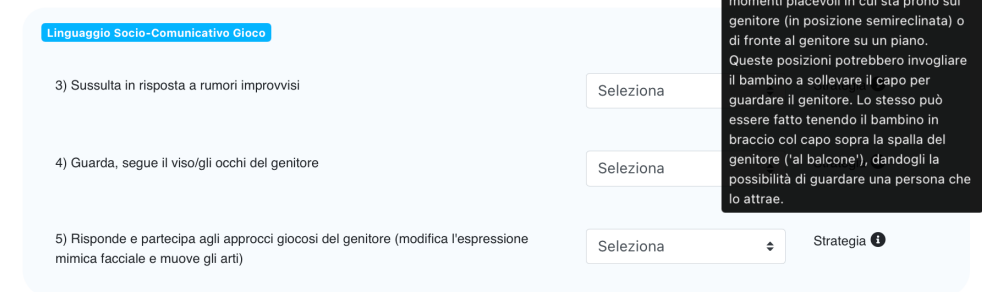 momenti piacevoli in cui sta prono sul
genitore (in posizione semireclinata) o
di fronte al genitore su un piano.
Queste posizioni potrebbero invogliare
il bambino a sollevare il capo per
guardare il genitore. Lo stesso può
essere fatto tenendo il bambino in
braccio col capo sopra la spalla del
genitore ('al balcone'), dandogli la
possibilità di guardare una persona che
lo attrae.
Linguaggio Socio-Comunicativo Gioco
3) Sussulta in risposta a rumori improvvisi
Seleziona
Strategia
4) Guarda, segue il viso/gli occhi del genitore
Seleziona
5) Risponde e partecipa agli approcci giocosi del genitore (modifica l'espressione
mimica facciale e muove gli arti)
Seleziona
Strategia